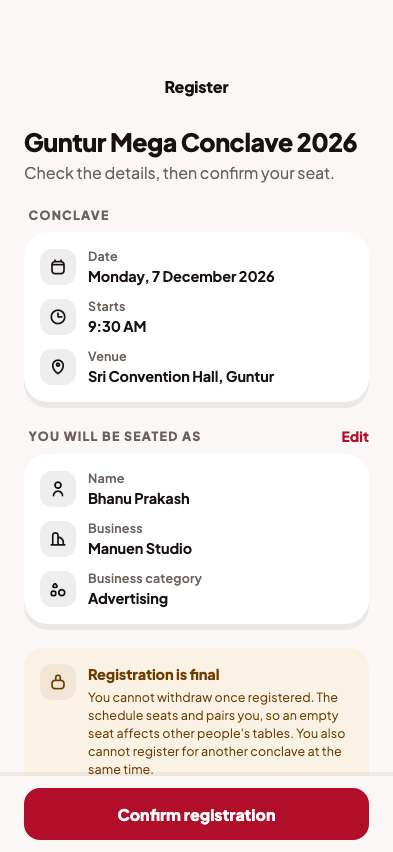 Register
Guntur Mega Conclave 2026
Check the details, then confirm your seat.
CONCLAVE
Date
Monday, 7 December 2026
Starts
9:30 AM
Venue
Sri Convention Hall, Guntur
YOU WILL BE SEATED AS
Edit
Name
Bhanu Prakash
Business
Manuen Studio
Business category
Advertising
Registration is final
You cannot withdraw once registered. The
schedule seats and pairs you, so an empty
seat affects other people's tables. You also
cannot register for another conclave at the
same time.
Confirm registration